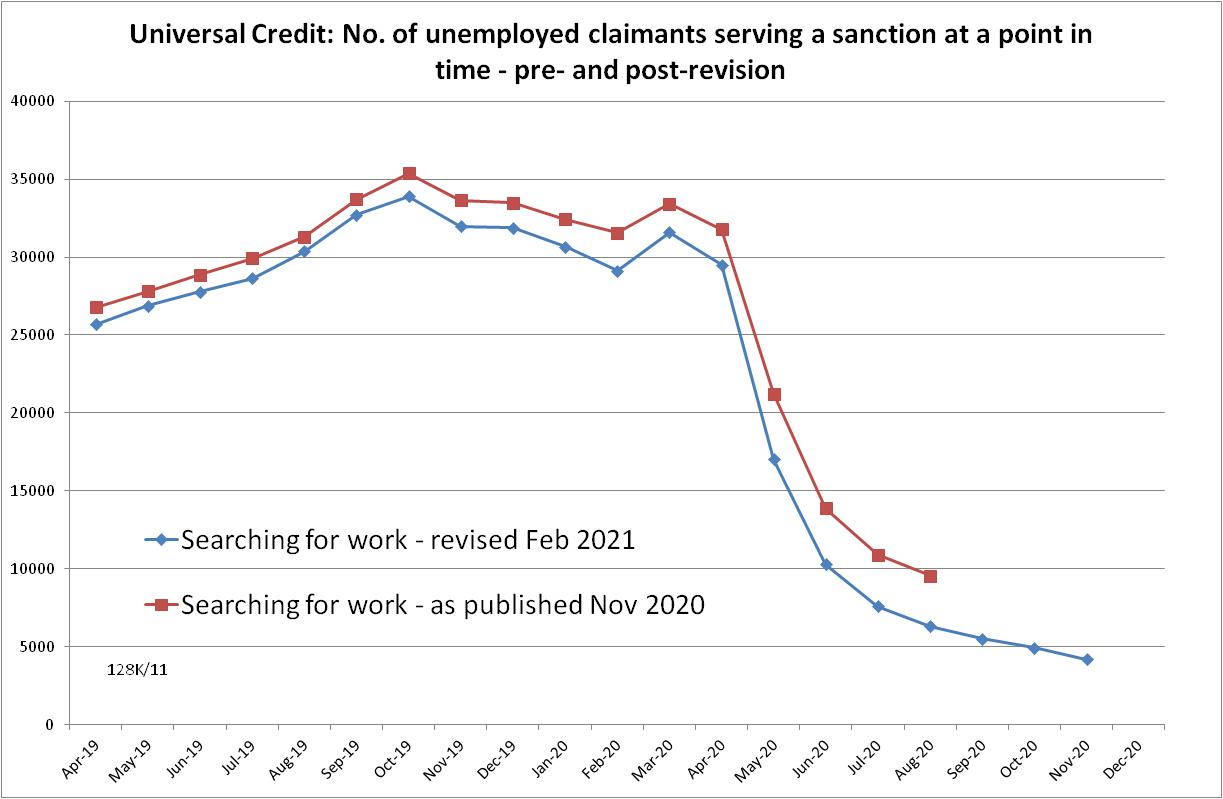 Universal Credit: No. of unemployed claimants serving a sanction at a point in
time - pre- and post-revision
40000
35000
30000
25000
20000
15000
10000
5000
0
Searching for work - revised Feb 2021
Searching for work - as published Nov 2020
128K/11
Apr-19
May-19
Jun-19
Jul-19
Aug-19
Sep-19
Oct-19
Nov-19
Dec-19
Jan-20
Feb-20
Mar-20
Apr-20
May-20
Jun-20
Jul-20
Aug-20
Sep-20
Oct-20
Nov-20
Dec-20